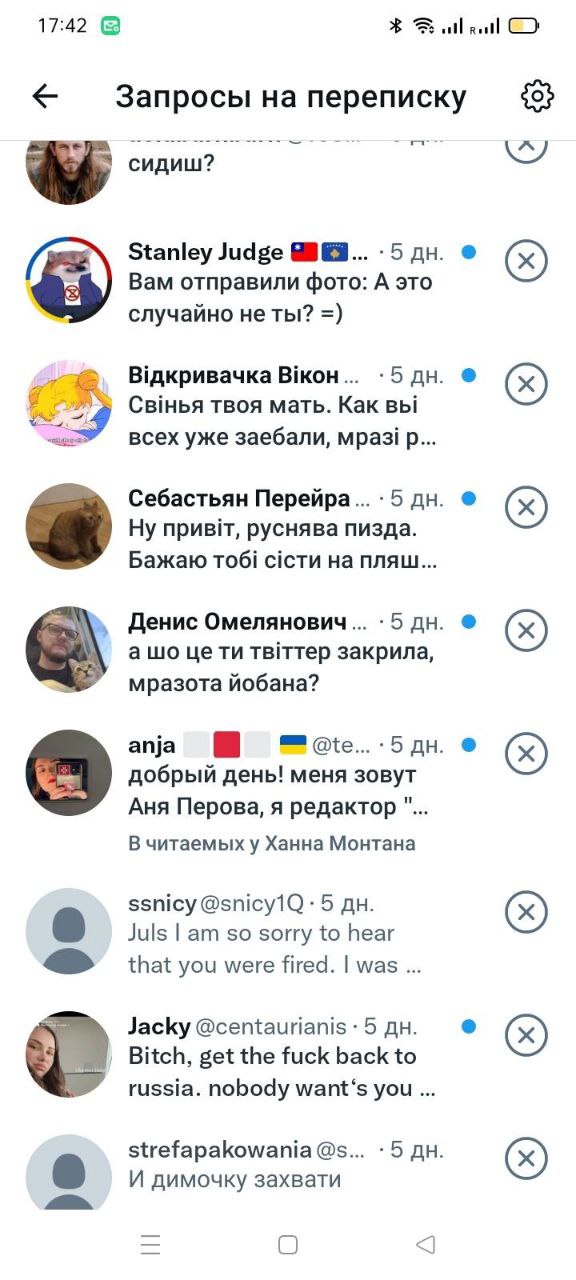 17:42
Запросы на переписку
сидиш?
Stanley Judge 🇹🇼🇽🇰... · 5 дн.
Вам отправили фото: А это
случайно не ты? =)
Відкривачка Вікон... · 5 дн.
Свінья твоя мать. Как вьі
всех уже заебали, мразі р...
Себастьян Перейра... · 5 дн.
Ну привіт, руснява пизда.
Бажаю тобі сісти на пляш...
Денис Омелянович... · 5 дн.
а шо це ти твіттер закрила,
мразота йобана?
anja ⬜🟥⬜ 🇺🇦 @te... · 5 дн.
добрый день! меня зовут
Аня Перова, я редактор "...
В читаемых у Ханна Монтана
ssnicy @snicy1Q · 5 дн.
Juls I am so sorry to hear
that you were fired. I was ...
Jacky @centaurianis · 5 дн.
Bitch, get the fuck back to
russia. nobody want‘s you ...
strefapakowania @s... · 5 дн.
И димочку захвати